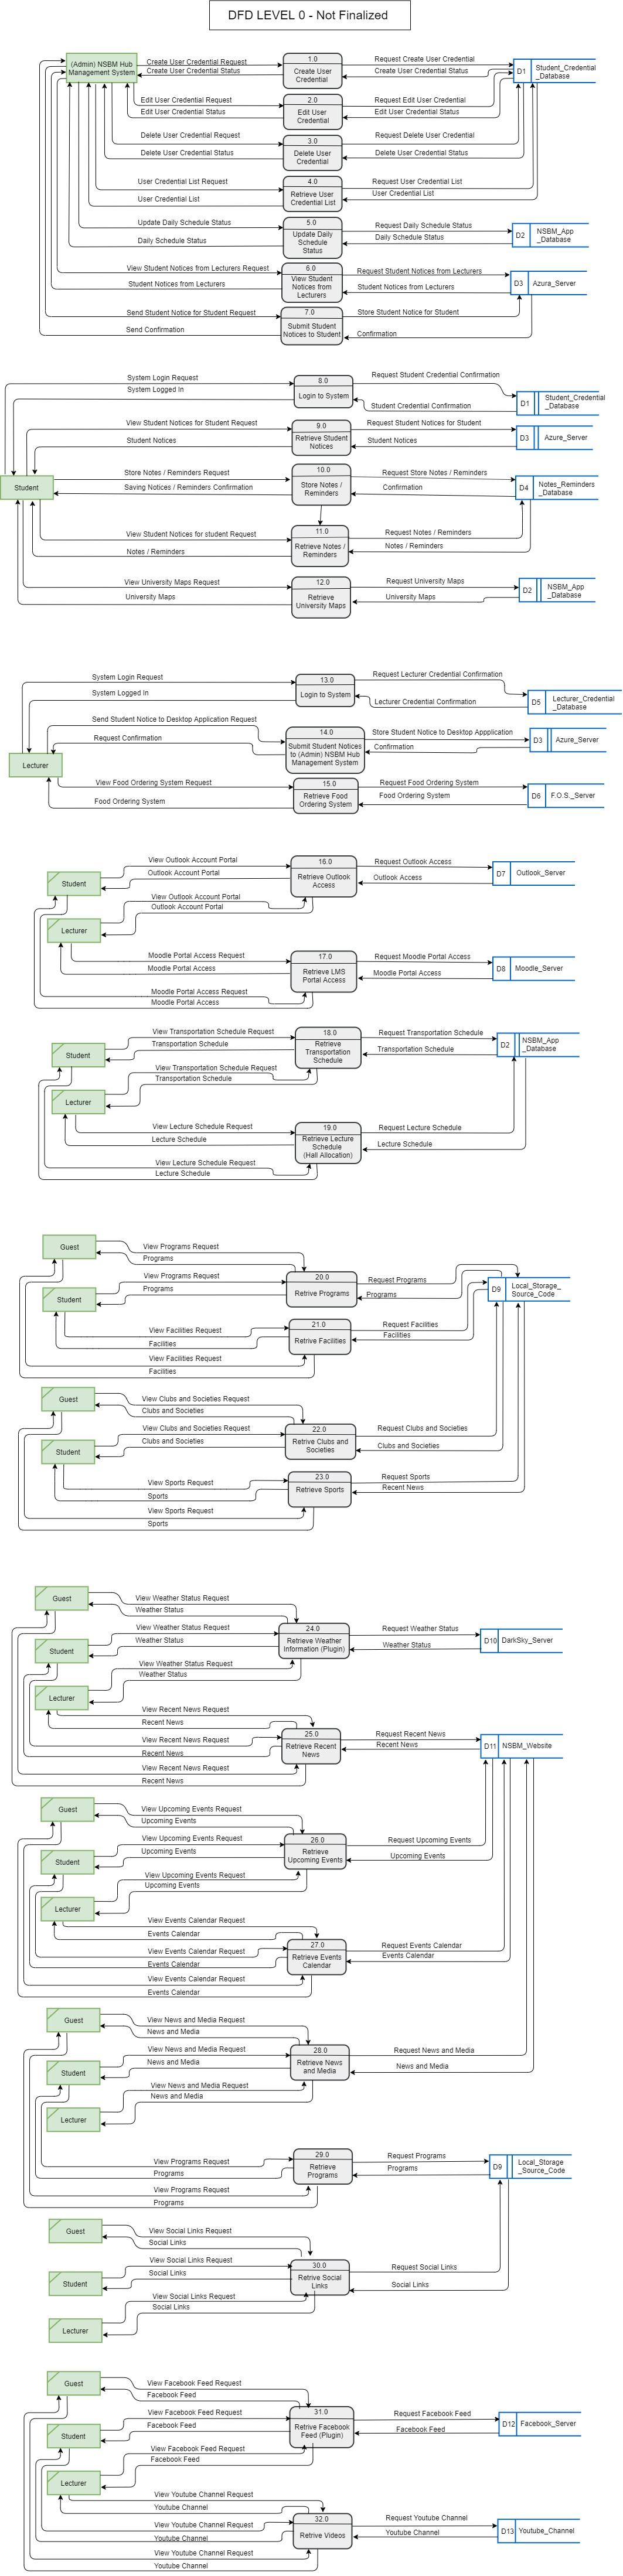 DFD LEVEL 0 - Not Finalized
(Admin) NSBM Hub
Management System
Create User Credential Request
Create User Credential Status
1.0
Create User
Credential
Request Create User Credential
Create User Credential Status
D1
Student_Credential
_Database
Edit User Credential Request
Edit User Credential Status
2.0
Edit User
Credential
Request Edit User Credential
Edit User Credential Status
Delete User Credential Request
Delete User Credential Status
3.0
Delete User
Credential
Request Delete User Credential
Delete User Credential Status
User Credential List Request
User Credential List
4.0
Retrieve User
Credential List
Request User Credential List
User Credential List
Update Daily Schedule Status
Daily Schedule Status
5.0
Update Daily
Schedule
Status
Request Daily Schedule Status
Daily Schedule Status
D2
NSBM_App
_Database
View Student Notices from Lecturers Request
Student Notices from Lecturers
6.0
View Student
Notices from
Lecturers
Request Student Notices from Lecturers
Student Notices from Lecturers
D3
Azura_Server
Send Student Notice for Student Request
Send Confirmation
7.0
Submit Student
Notices to Student
Store Student Notice for Student
Confirmation
System Login Request
System Logged In
8.0
Login to System
Request Student Credential Confirmation
Student Credential Confirmation
D1
Student_Credential
_Database
View Student Notices for Student Request
Student Notices
9.0
Retrieve Student
Notices
Request Student Notices for Student
Student Notices
D3
Azure_Server
Student
Store Notes / Reminders Request
Saving Notices / Reminders Confirmation
10.0
Store Notes /
Reminders
Request Store Notes / Reminders
Confirmation
D4
Notes_Reminders
_Database
View Student Notices for student Request
Notes / Reminders
11.0
Retrieve Notes /
Reminders
Request Notes / Reminders
Notes / Reminders
View University Maps Request
University Maps
12.0
Retrieve
University Maps
Request University Maps
University Maps
D2
NSBM_App
_Database
System Login Request
System Logged In
13.0
Login to System
Request Lecturer Credential Confirmation
Lecturer Credential Confirmation
D5
Lecturer_Credential
_Database
Send Student Notice to Desktop Application Request
Request Confirmation
14.0
Submit Student Notices
to (Admin) NSBM Hub
Management System
Store Student Notice to Desktop Application
Confirmation
D3
Azure_Server
Lecturer
View Food Ordering System Request
Food Ordering System
15.0
Retrieve Food
Ordering System
Request Food Ordering System
Food Ordering System
D6
F.O.S._Server
Student
View Outlook Account Portal
Outlook Account Portal
16.0
Retrieve Outlook
Access
Request Outlook Access
Outlook Access
D7
Outlook_Server
Lecturer
View Outlook Account Portal
Outlook Account Portal
Moodle Portal Access Request
Moodle Portal Access
17.0
Retrieve LMS
Portal Access
Request Moodle Portal Access
Moodle Portal Access
D8
Moodle_Server
Moodle Portal Access Request
Moodle Portal Access
Student
View Transportation Schedule Request
Transportation Schedule
18.0
Retrieve
Transportation
Schedule
Request Transportation Schedule
Transportation Schedule
D2
NSBM_App
_Database
Lecturer
View Transportation Schedule Request
Transportation Schedule
View Lecture Schedule Request
Lecture Schedule
19.0
Retrieve Lecture
Schedule
(Hall Allocation)
Request Lecture Schedule
Lecture Schedule
View Lecture Schedule Request
Lecture Schedule
Guest
View Programs Request
Programs
Student
View Programs Request
Programs
20.0
Retrive Programs
Request Programs
Programs
D9
Local_Storage_
Source_Code
View Facilities Request
Facilities
21.0
Retrive Facilities
Request Facilities
Facilities
View Facilities Request
Facilities
Guest
View Clubs and Societies Request
Clubs and Societies
Student
View Clubs and Societies Request
Clubs and Societies
22.0
Retrive Clubs and
Societies
Request Clubs and Societies
Clubs and Societies
View Sports Request
Sports
23.0
Retrieve Sports
Request Sports
Recent News
View Sports Request
Sports
Guest
View Weather Status Request
Weather Status
Student
View Weather Status Request
Weather Status
24.0
Retrieve Weather
Information (Plugin)
Request Weather Status
Weather Status
D10
DarkSky_Server
Lecturer
View Weather Status Request
Weather Status
View Recent News Request
Recent News
25.0
Retrieve Recent
News
Request Recent News
Recent News
D11
NSBM_Website
View Recent News Request
Recent News
View Recent News Request
Recent News
Guest
View Upcoming Events Request
Upcoming Events
Student
View Upcoming Events Request
Upcoming Events
26.0
Retrieve
Upcoming Events
Request Upcoming Events
Upcoming Events
Lecturer
View Upcoming Events Request
Upcoming Events
View Events Calendar Request
Events Calendar
27.0
Retrieve Events
Calendar
Request Events Calendar
Events Calendar
View Events Calendar Request
Events Calendar
View Events Calendar Request
Events Calendar
Guest
View News and Media Request
News and Media
Student
View News and Media Request
News and Media
28.0
Retrieve News
and Media
Request News and Media
News and Media
Lecturer
View News and Media Request
News and Media
View Programs Request
Programs
29.0
Retrieve
Programs
Request Programs
Programs
D9
Local_Storage
_Source_Code
View Programs Request
Programs
Guest
View Social Links Request
Social Links
Student
View Social Links Request
Social Links
30.0
Retrive Social
Links
Request Social Links
Social Links
Lecturer
View Social Links Request
Social Links
Guest
View Facebook Feed Request
Facebook Feed
Student
View Facebook Feed Request
Facebook Feed
31.0
Retrive Facebook
Feed (Plugin)
Request Facebook Feed
Facebook Feed
D12
Facebook_Server
Lecturer
View Facebook Feed Request
Facebook Feed
View Youtube Channel Request
Youtube Channel
32.0
Retrive Videos
Request Youtube Channel
Youtube Channel
D13
Youtube_Channel
View Youtube Channel Request
Youtube Channel
View Youtube Channel Request
Youtube Channel